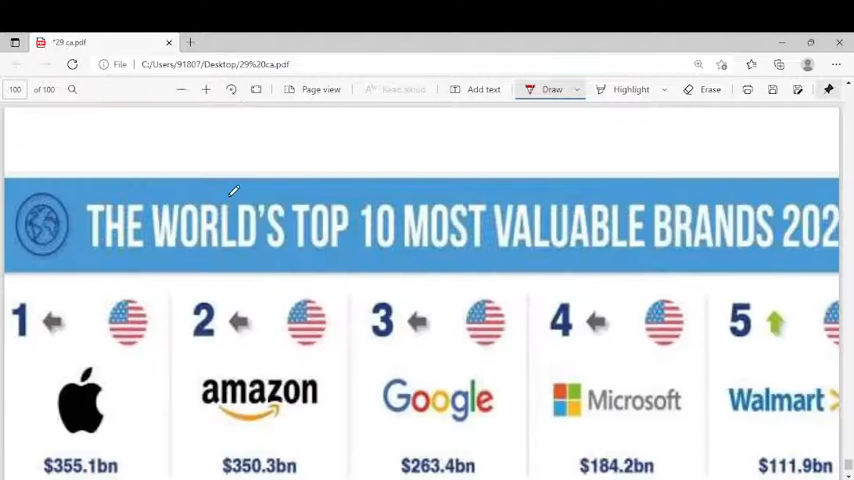 *29 ca.pdf
File C:/Users/91807/Desktop/29%20ca.pdf
100 of 100 Page view Read aloud Add text Draw Highlight Erase
THE WORLD'S TOP 10 MOST VALUABLE BRANDS 202
1 2 3 4 5
amazon Google Microsoft Walmart
$355.1bn $350.3bn $263.4bn $184.2bn $111.9bn